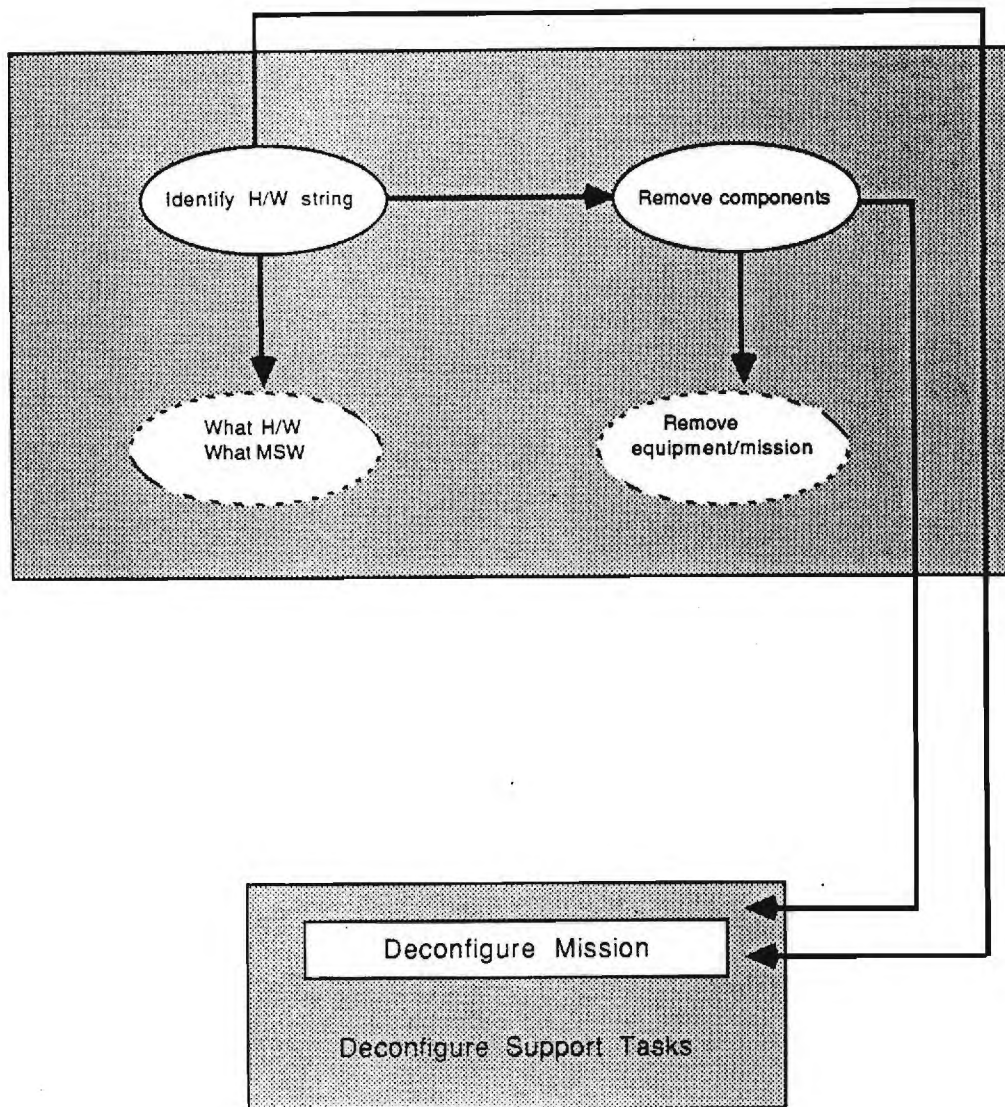 Identify H/W string
Remove components
What H/W
What MSW
Remove
equipment/mission
Deconfigure Mission
Deconfigure Support Tasks